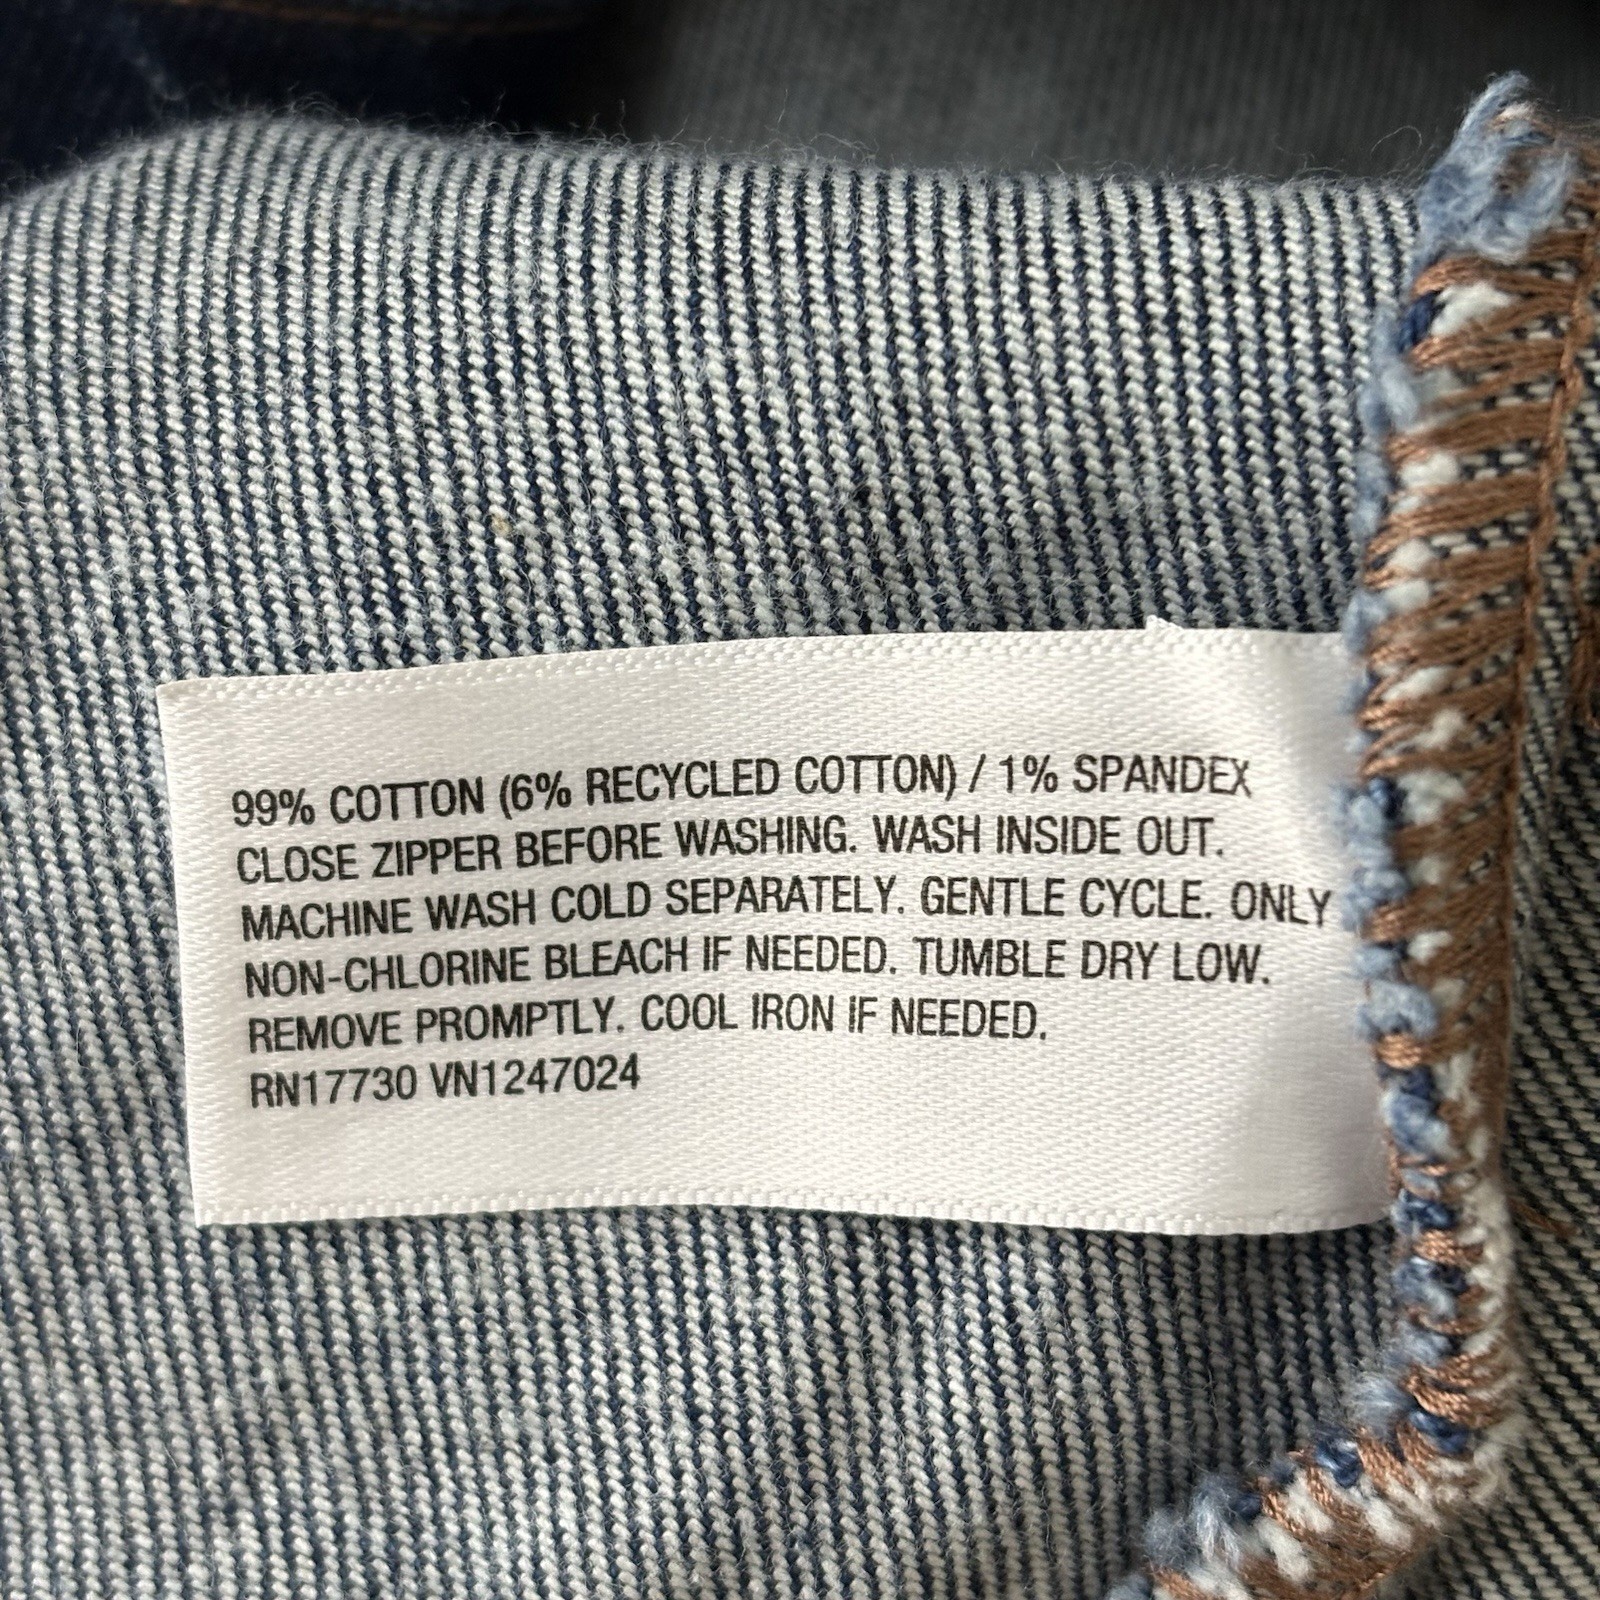 99% COTTON (6% RECYCLED COTTON) / 1% SPANDEX
CLOSE ZIPPER BEFORE WASHING. WASH INSIDE OUT.
MACHINE WASH COLD SEPARATELY. GENTLE CYCLE. ONLY
NON-CHLORINE BLEACH IF NEEDED. TUMBLE DRY LOW.
REMOVE PROMPTLY. COOL IRON IF NEEDED.
RN17730 VN1247024